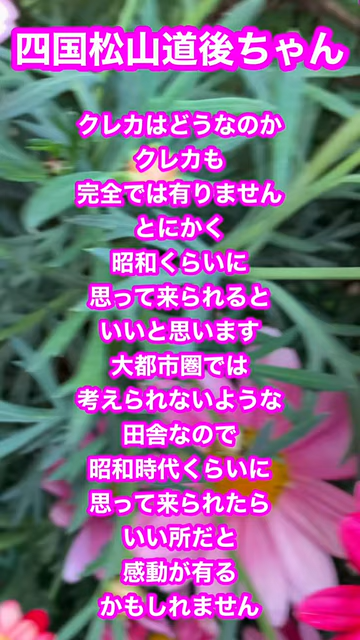 四国松山道後ちゃん
クレカはどうなのか
クレカも
完全では有りません
とにかく
昭和くらいに
思って来られると
いいと思います
大都市圏では
考えられないような
田舎なので
昭和時代くらいに
思って来られたら
いい所だと
感動が有る
かもしれません